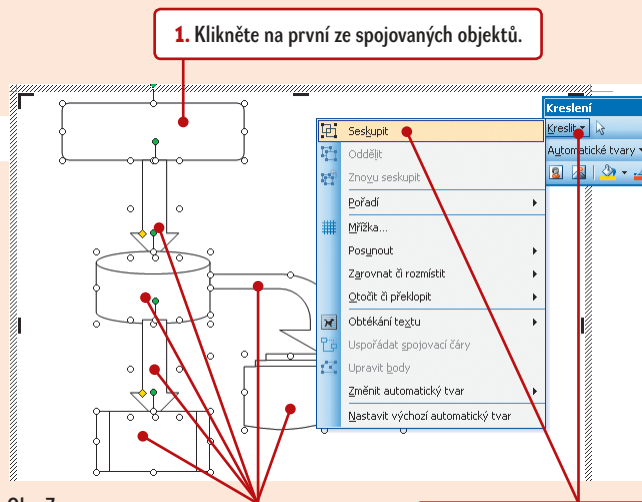 1. Klikněte na první ze spojovaných objektů.
Kreslení
Kreslit
Automatické tvary
Seskupit
Oddělit
Znovu seskupit
Pořadí
Mřížka...
Posunout
Zarovnat či rozmístit
Otočit či překlopit
Obtékání textu
Uspořádat spojovací čáry
Upravit body
Změnit automatický tvar
Nastavit výchozí automatický tvar